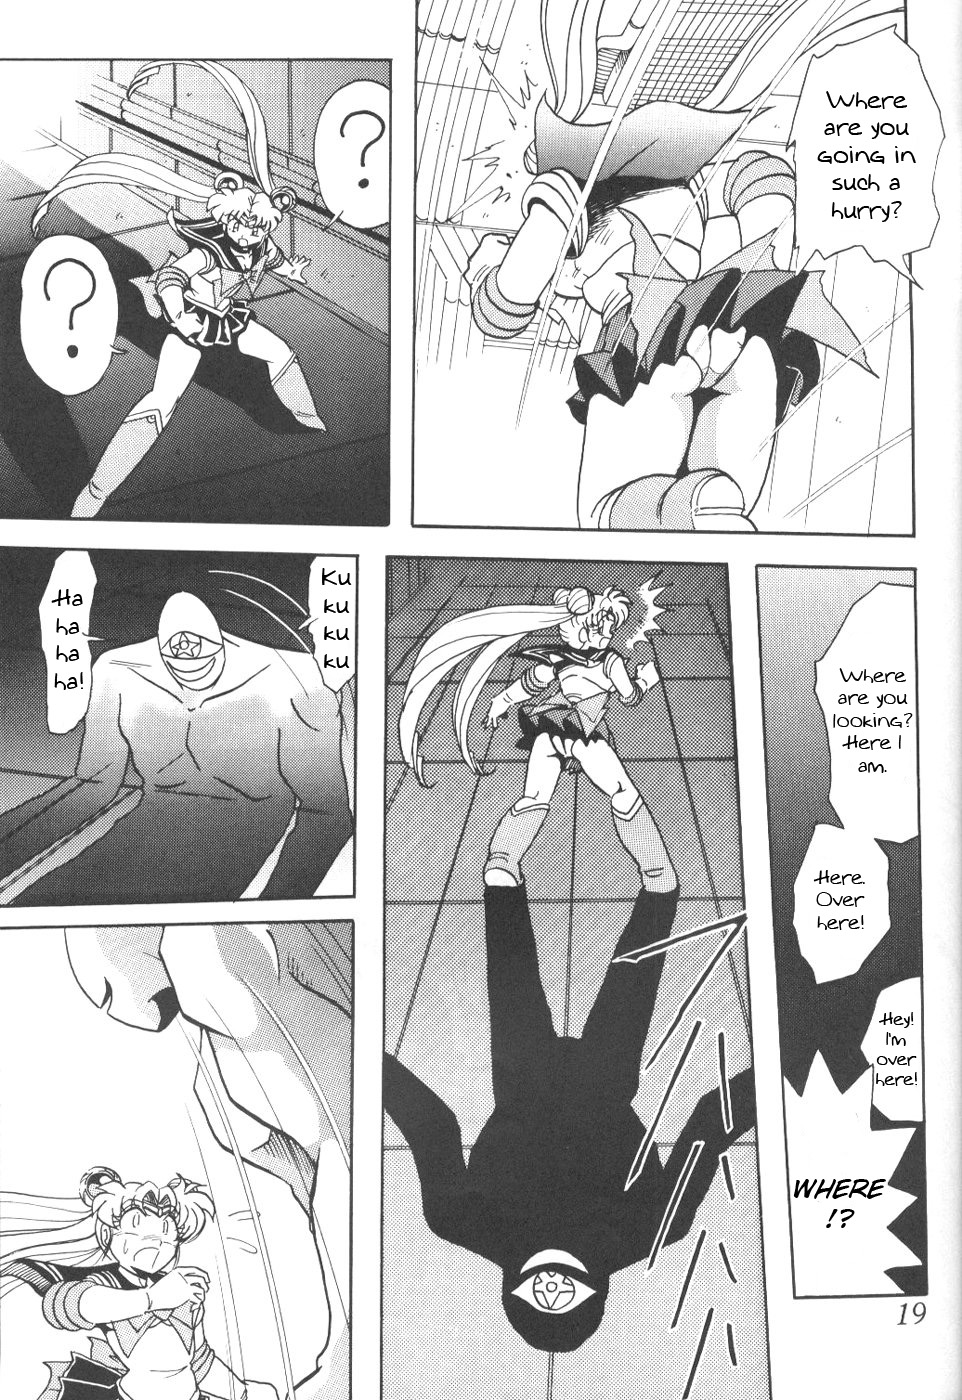 Where
are you
going in
such a
hurry?
?
?
Where
are you
looking?
Here I
am.
Here.
Over
here!
Hey!
I'm
over
here!
WHERE
!?
Ku
ku
ku
ku
Ha
ha
ha
ha!
19